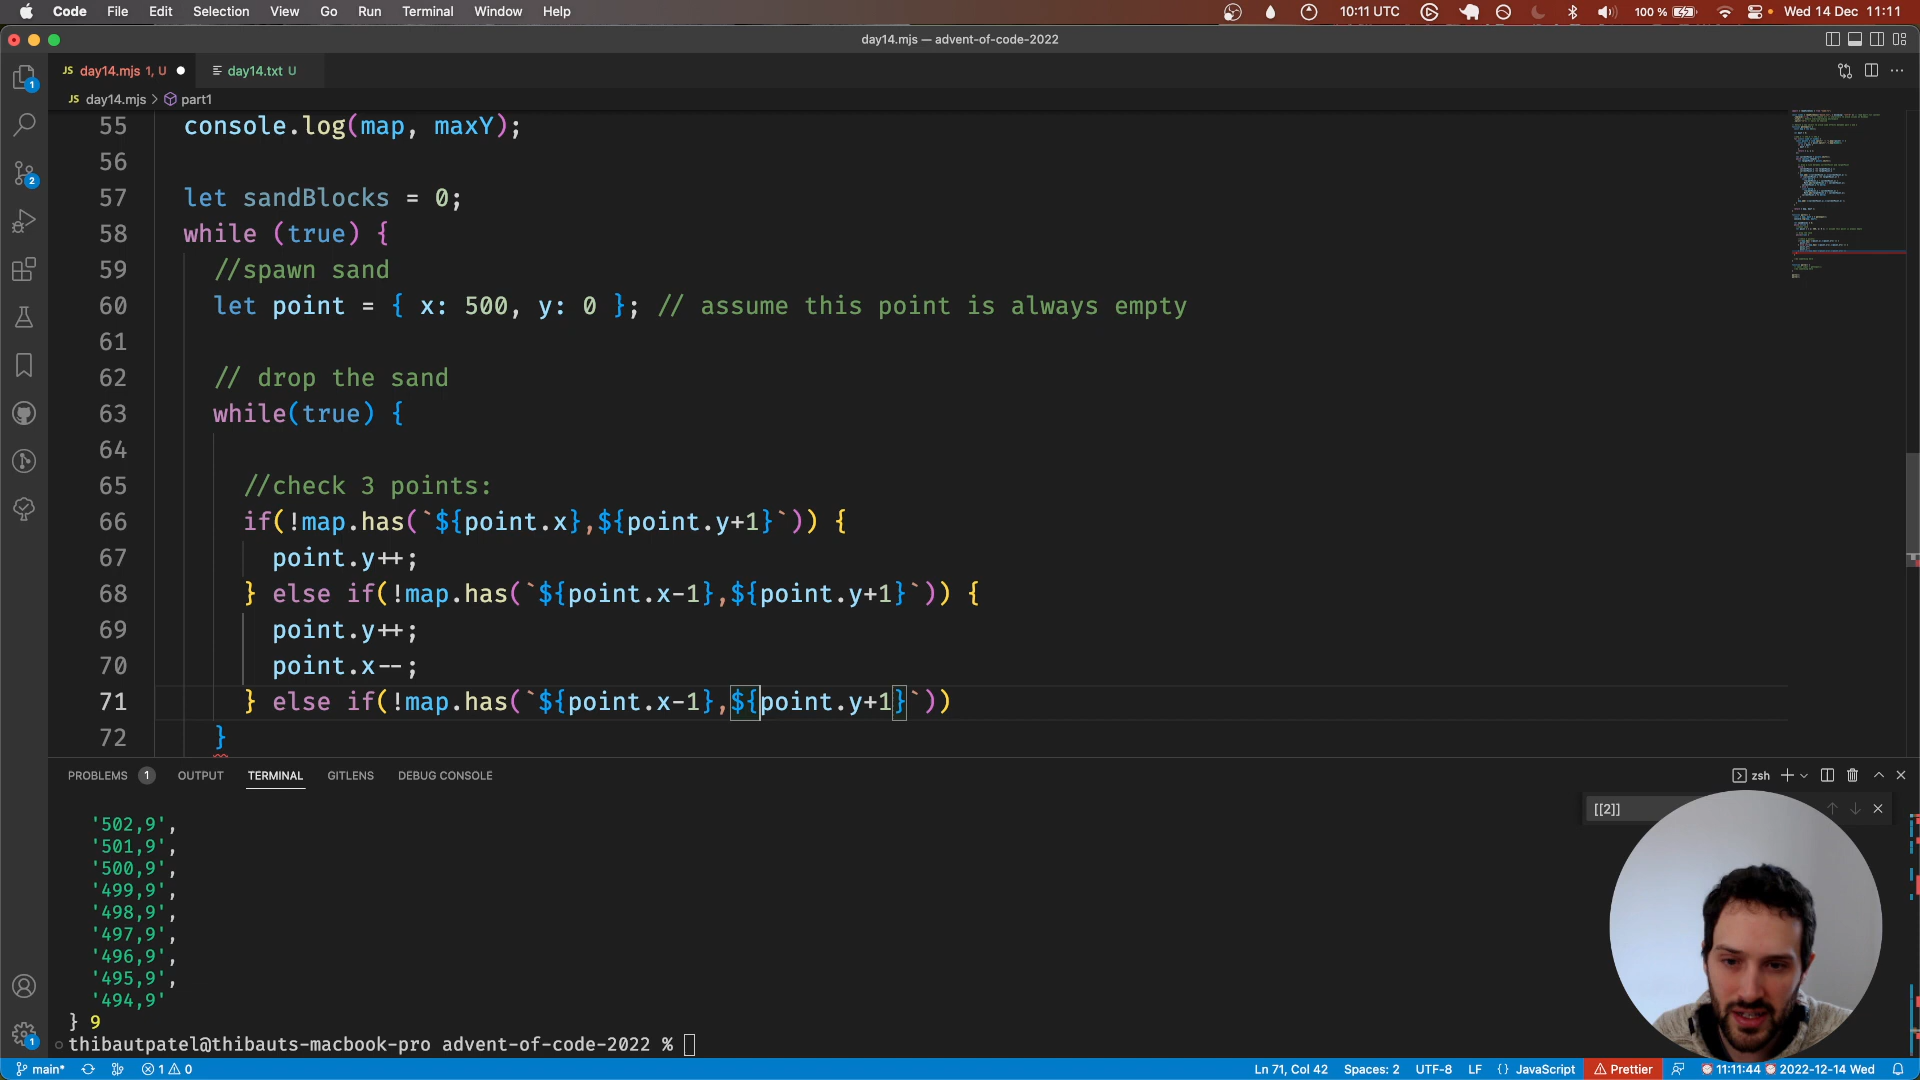 Code File Edit Selection View Go Run Terminal Window Help 10:11 UTC 100 % Wed 14 Dec 11:11
day14.mjs — advent-of-code-2022
JS day14.mjs 1, U day14.txt U
JS day14.mjs > part1
55 console.log(map, maxY);
56
57 let sandBlocks = 0;
58 while (true) {
59 //spawn sand
60 let point = { x: 500, y: 0 }; // assume this point is always empty
61
62 // drop the sand
63 while(true) {
64
65 //check 3 points:
66 if(!map.has(`${point.x},${point.y+1}`)) {
67 point.y++;
68 } else if(!map.has(`${point.x-1},${point.y+1}`)) {
69 point.y++;
70 point.x--;
71 } else if(!map.has(`${point.x-1},${point.y+1}`))
72 }
PROBLEMS 1 OUTPUT TERMINAL GITLENS DEBUG CONSOLE zsh
[[2]]
'502,9',
'501,9',
'500,9',
'499,9',
'498,9',
'497,9',
'496,9',
'495,9',
'494,9'
} 9
thibautpatel@thibauts-macbook-pro advent-of-code-2022 %
main* 1 0 Ln 71, Col 42 Spaces: 2 UTF-8 LF {} JavaScript Prettier 11:11:44 2022-12-14 Wed